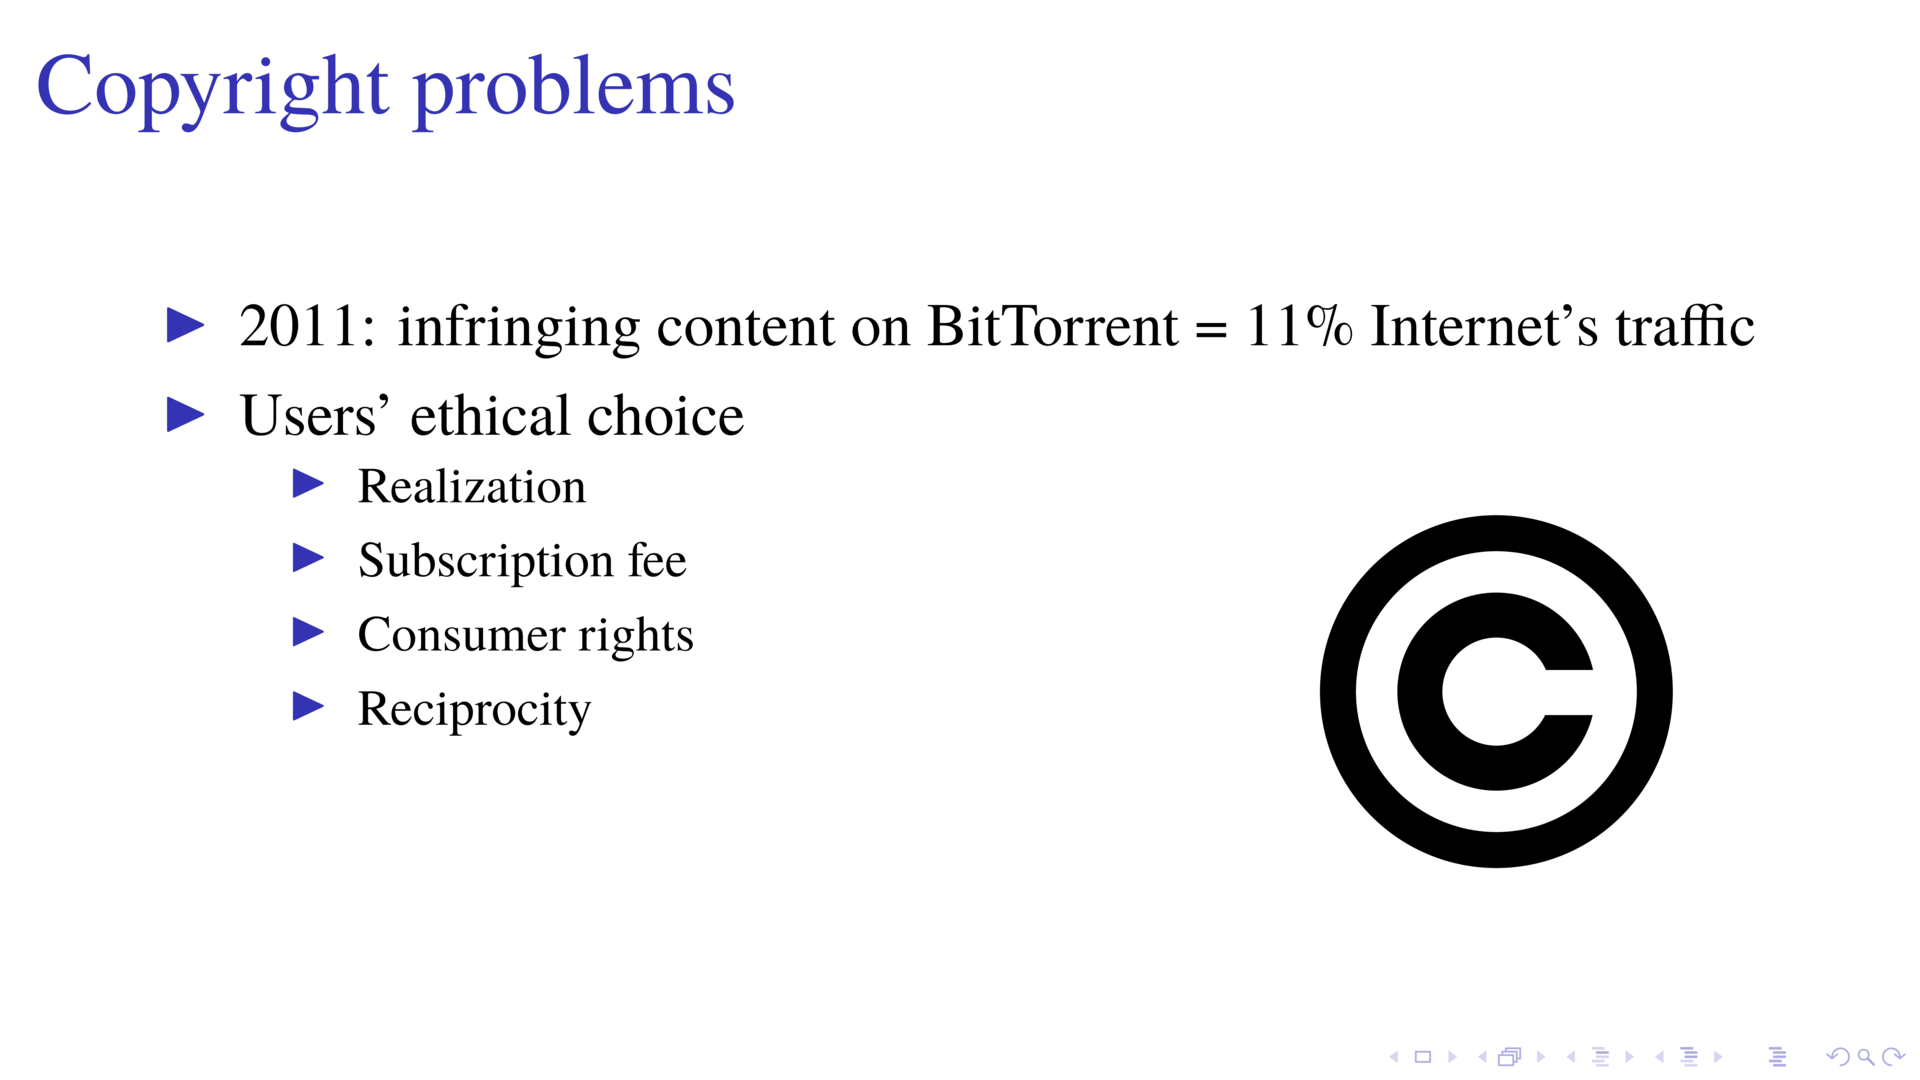 Copyright problems
2011: infringing content on BitTorrent = 11% Internet's traffic
Users' ethical choice
Realization
Subscription fee
Consumer rights
Reciprocity
©